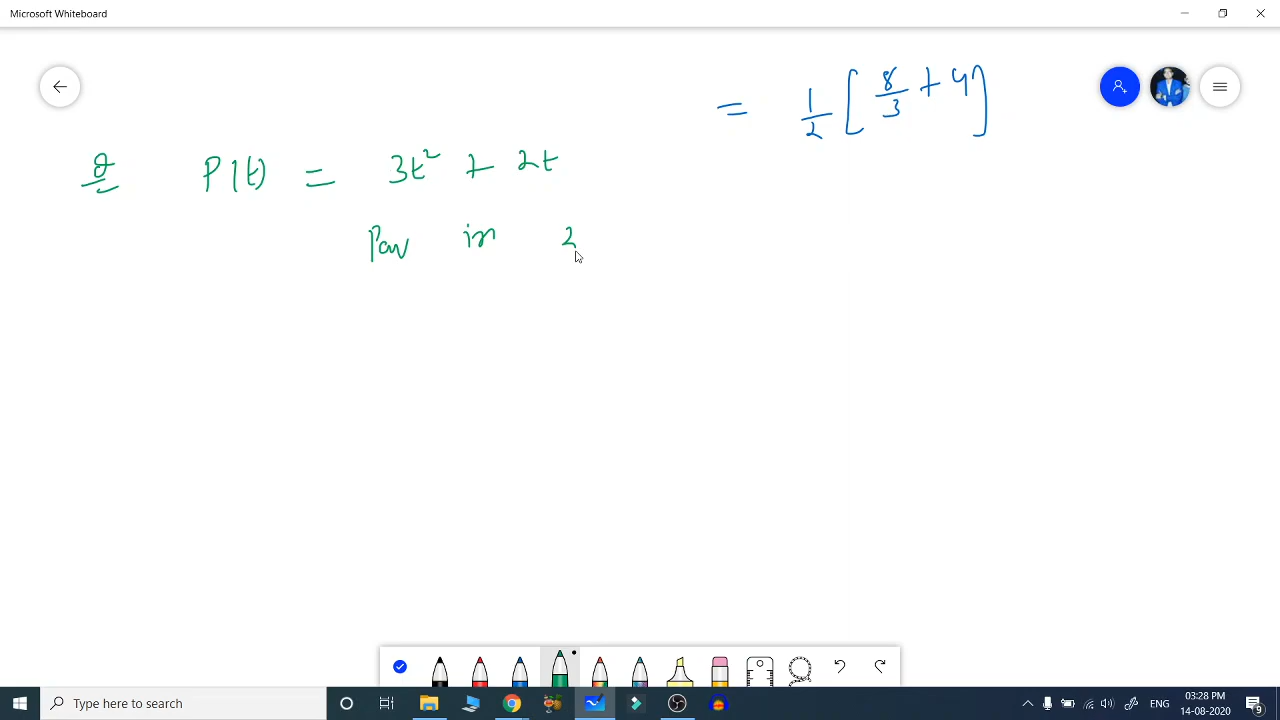 Microsoft Whiteboard
= 1/2 [8/3 + 4]
Q P(t) = 3t² + 2t
Pav in 2
Type here to search
ENG
03:28 PM
14-08-2020
9